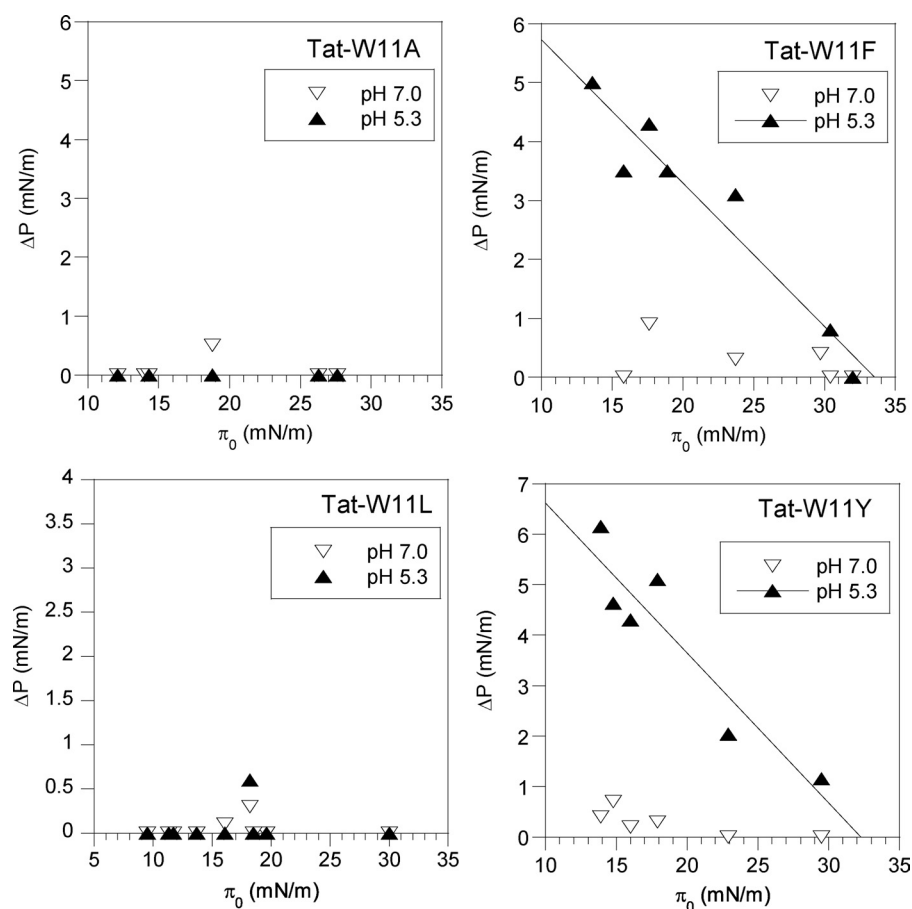 Tat-W11A
pH 7.0
pH 5.3
6
5
4
3
2
1
0
ΔP (mN/m)
10 15 20 25 30 35
π0 (mN/m)
Tat-W11F
pH 7.0
pH 5.3
6
5
4
3
2
1
0
ΔP (mN/m)
10 15 20 25 30 35
π0 (mN/m)
Tat-W11L
pH 7.0
pH 5.3
4
3.5
3
2.5
2
1.5
1
0.5
0
ΔP (mN/m)
5 10 15 20 25 30 35
π0 (mN/m)
Tat-W11Y
pH 7.0
pH 5.3
7
6
5
4
3
2
1
0
ΔP (mN/m)
10 15 20 25 30 35
π0 (mN/m)